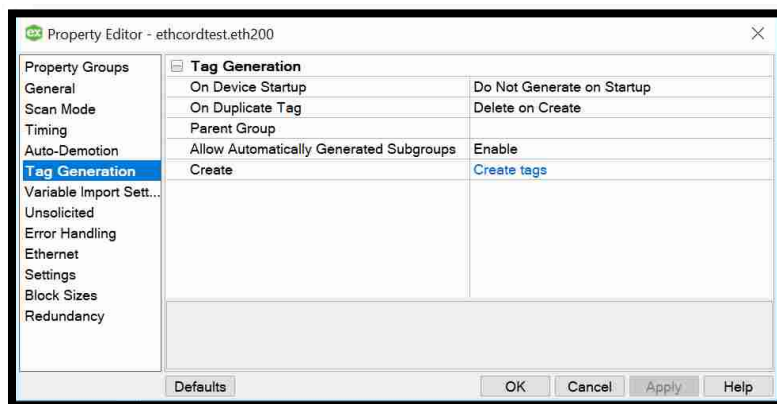 ex Property Editor - ethcordtest.eth200
Property Groups
General
Scan Mode
Timing
Auto-Demotion
Tag Generation
Variable Import Sett...
Unsolicited
Error Handling
Ethernet
Settings
Block Sizes
Redundancy
Tag Generation
On Device Startup Do Not Generate on Startup
On Duplicate Tag Delete on Create
Parent Group
Allow Automatically Generated Subgroups Enable
Create Create tags
Defaults OK Cancel Apply Help